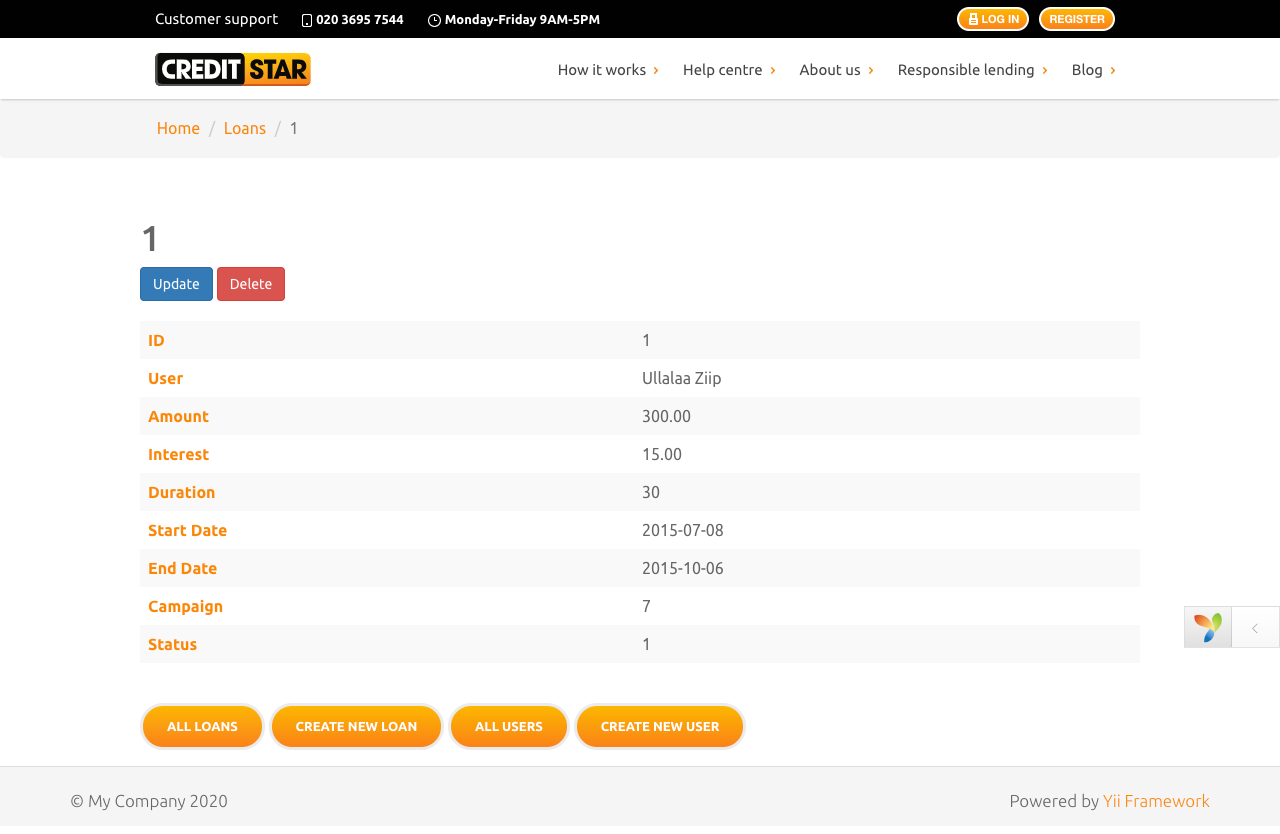 Customer support 020 3695 7544 Monday-Friday 9AM-5PM LOG IN REGISTER
CREDIT STAR How it works Help centre About us Responsible lending Blog
Home / Loans / 1
1
Update Delete
ID 1
User Ullalaa Ziip
Amount 300.00
Interest 15.00
Duration 30
Start Date 2015-07-08
End Date 2015-10-06
Campaign 7
Status 1
ALL LOANS CREATE NEW LOAN ALL USERS CREATE NEW USER
© My Company 2020 Powered by Yii Framework